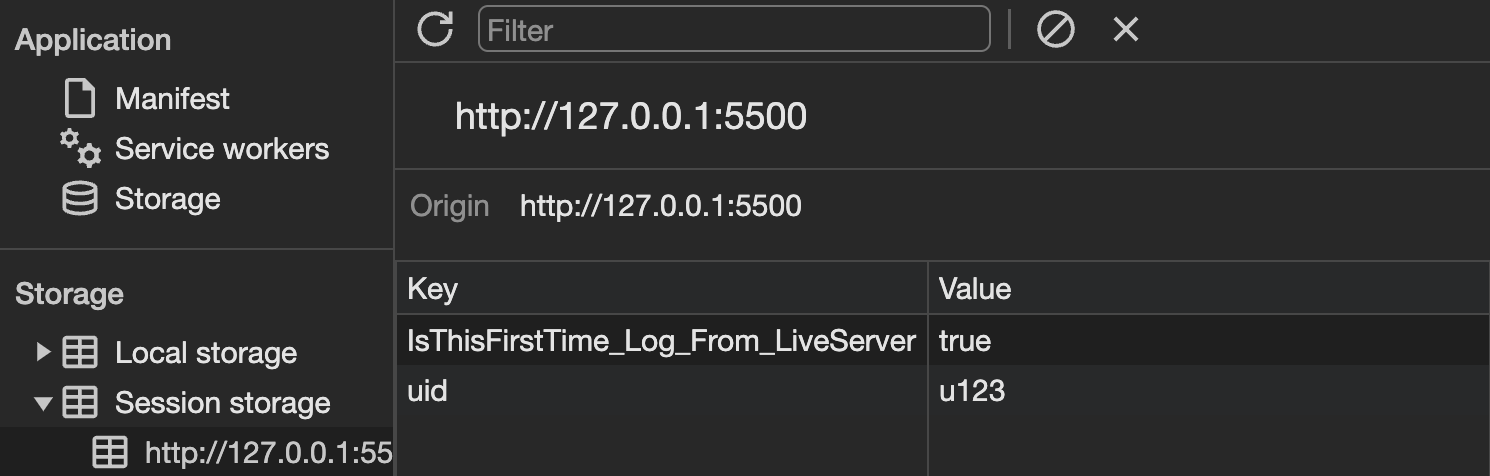 Application
Manifest
Service workers
Storage
Storage
Local storage
Session storage
http://127.0.0.1:55
Filter
http://127.0.0.1:5500
Origin http://127.0.0.1:5500
Key Value
IsThisFirstTime_Log_From_LiveServer true
uid u123